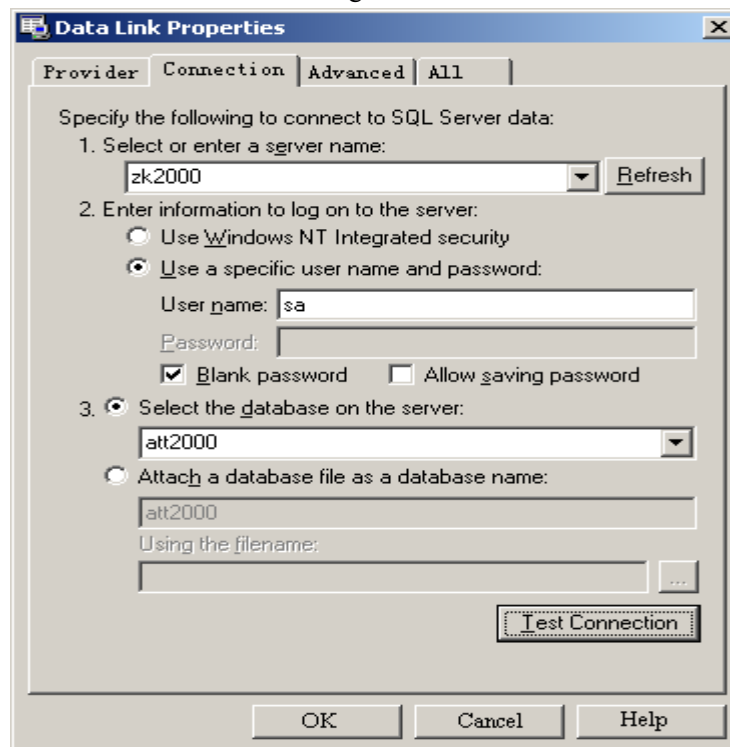 Data Link Properties
Provider Connection Advanced All
Specify the following to connect to SQL Server data:
1. Select or enter a server name:
zk2000 Refresh
2. Enter information to log on to the server:
Use Windows NT Integrated security
Use a specific user name and password:
User name: sa
Password:
Blank password Allow saving password
3. Select the database on the server:
att2000
Attach a database file as a database name:
att2000
Using the filename:
...
Test Connection
OK Cancel Help